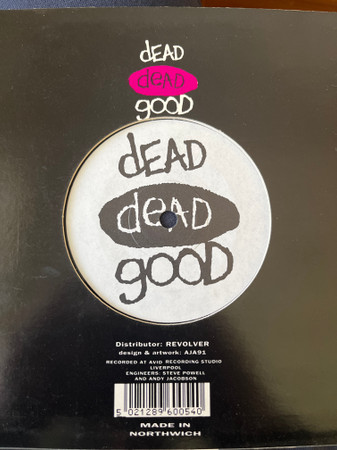 dEAD
deAD
gooD
dEAD
deAD
gooD
Distributor: REVOLVER
design & artwork: AJA91
RECORDED AT AVID RECORDING STUDIO
LIVERPOOL
ENGINEERS: STEVE POWELL
AND ANDY JACOBSON
5 021289 600540
MADE IN
NORTHWICH